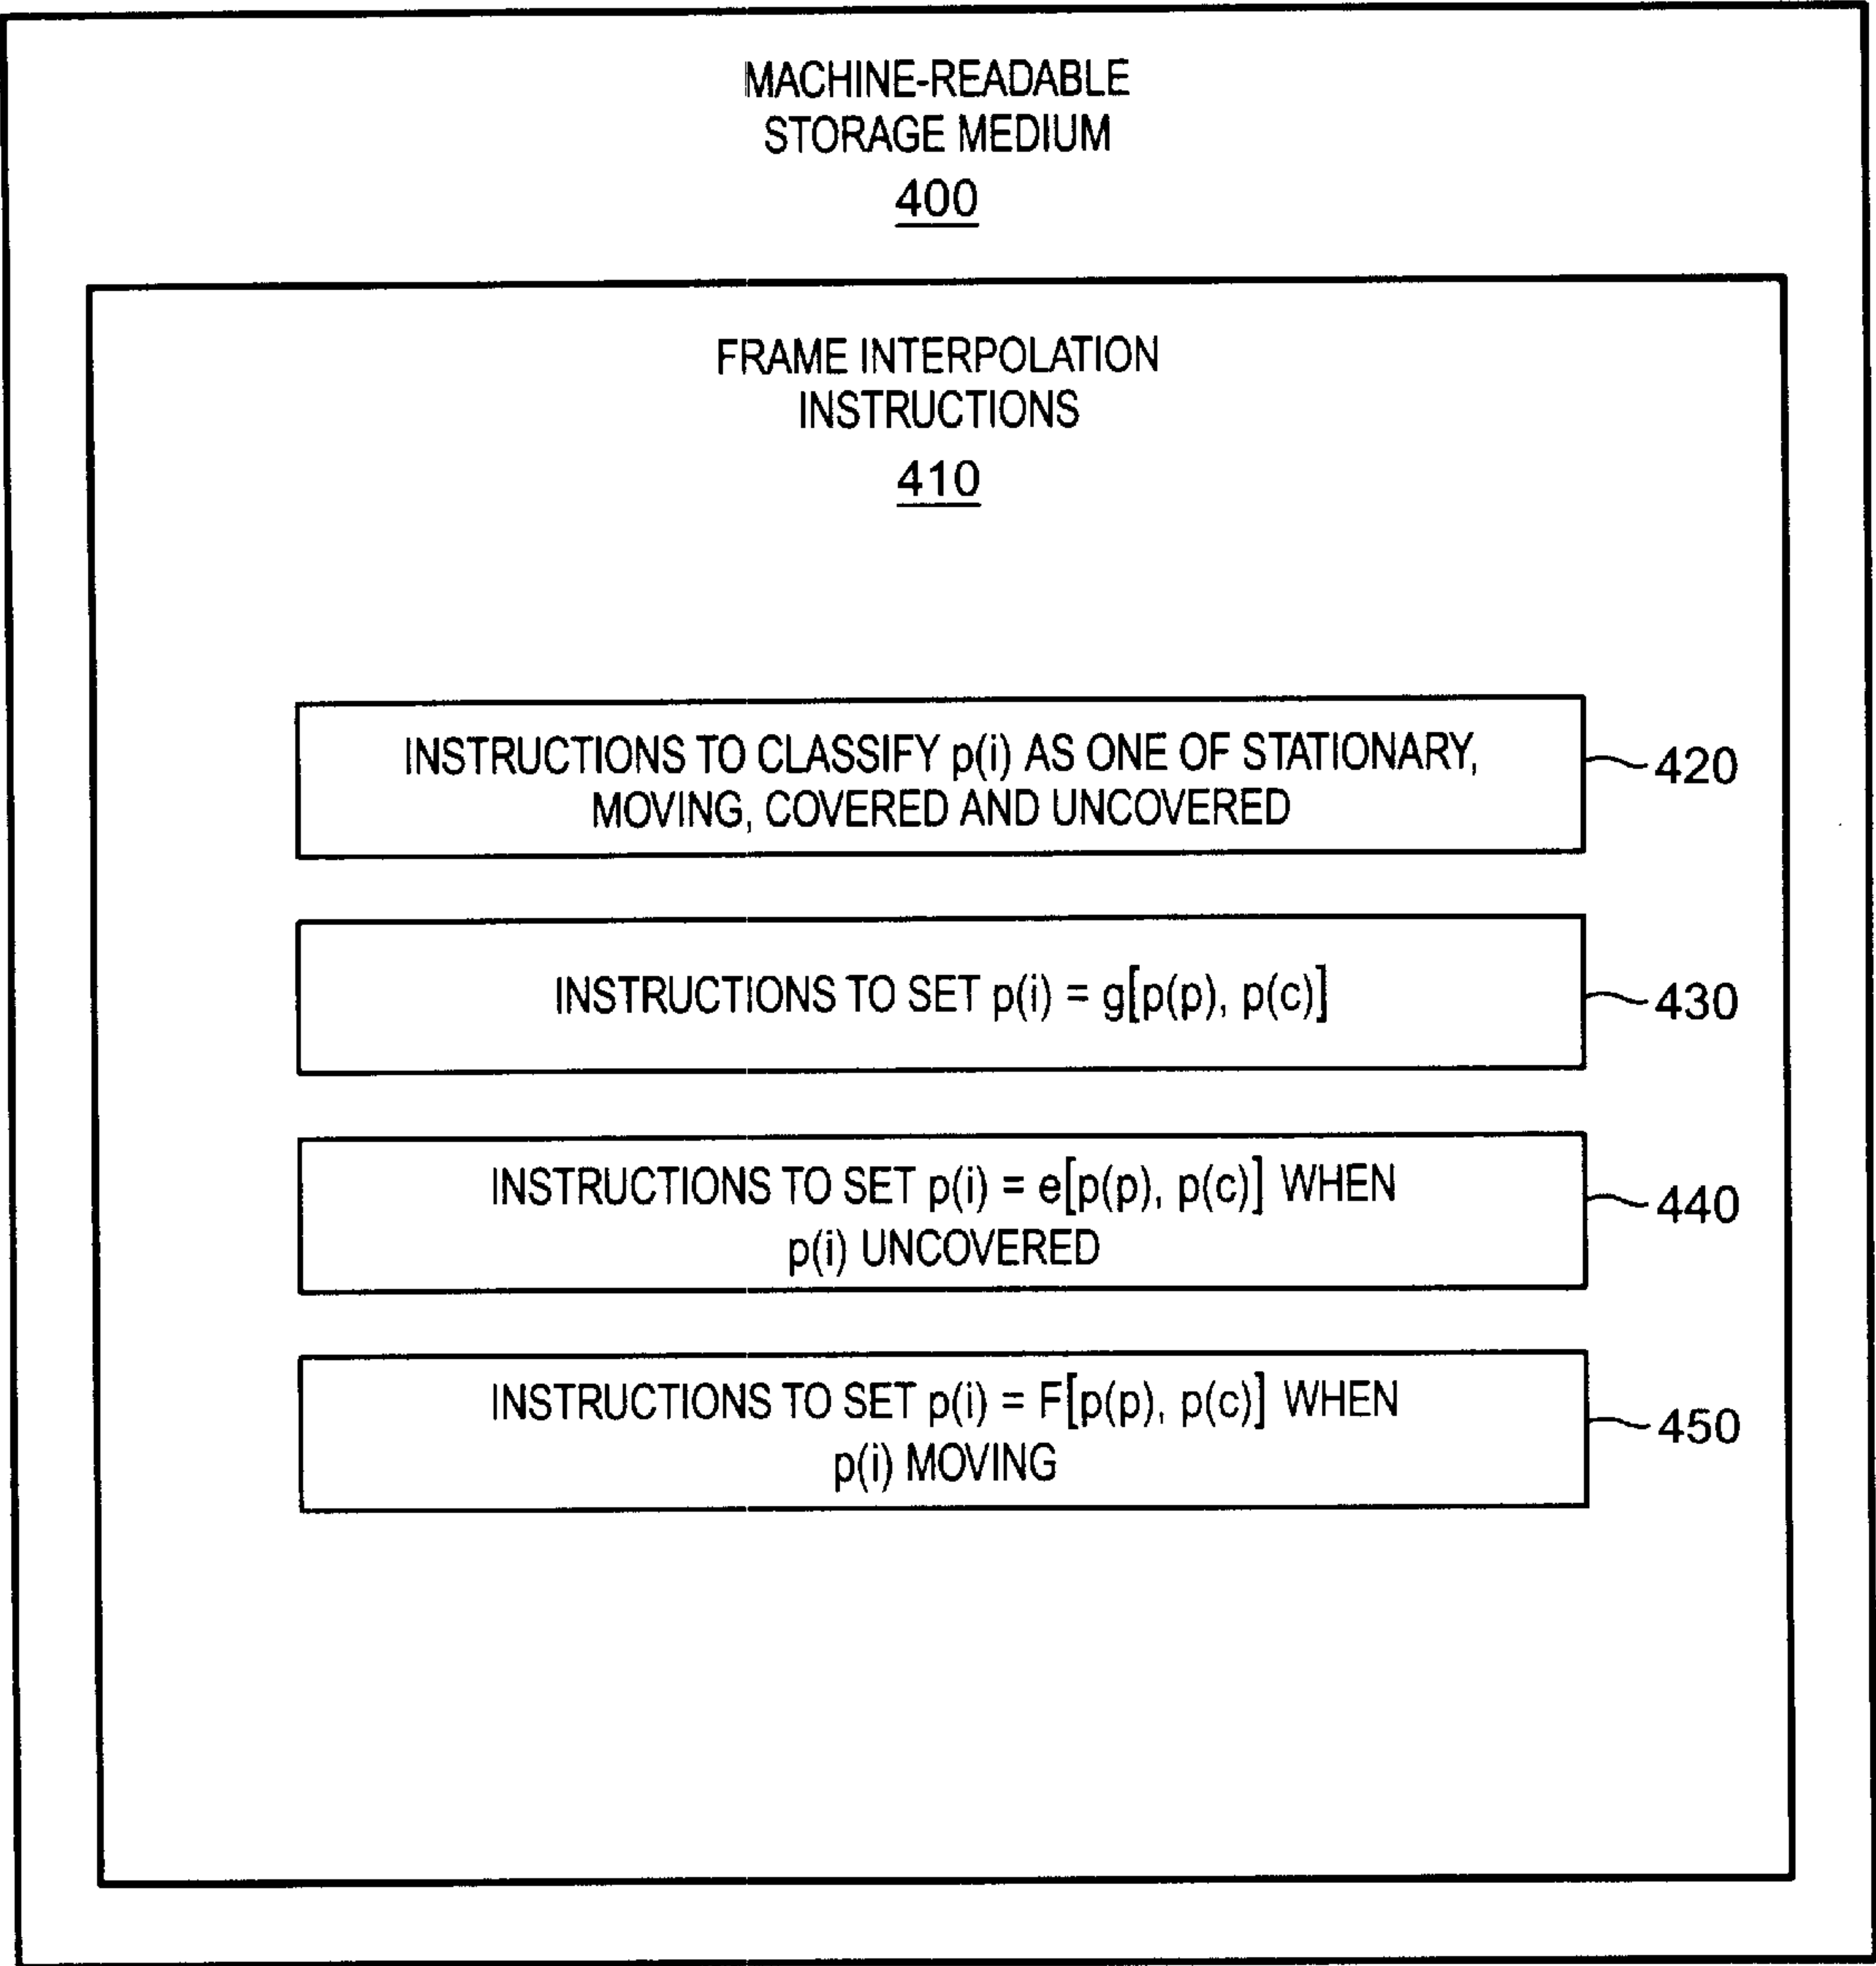 MACHINE-READABLE
STORAGE MEDIUM
400
FRAME INTERPOLATION
INSTRUCTIONS
410
INSTRUCTIONS TO CLASSIFY p(i) AS ONE OF STATIONARY,
MOVING, COVERED AND UNCOVERED
420
INSTRUCTIONS TO SET p(i) = g[p(p), p(c)]
430
INSTRUCTIONS TO SET p(i) = e[p(p), p(c)] WHEN
p(i) UNCOVERED
440
INSTRUCTIONS TO SET p(i) = F[p(p), p(c)] WHEN
p(i) MOVING
450